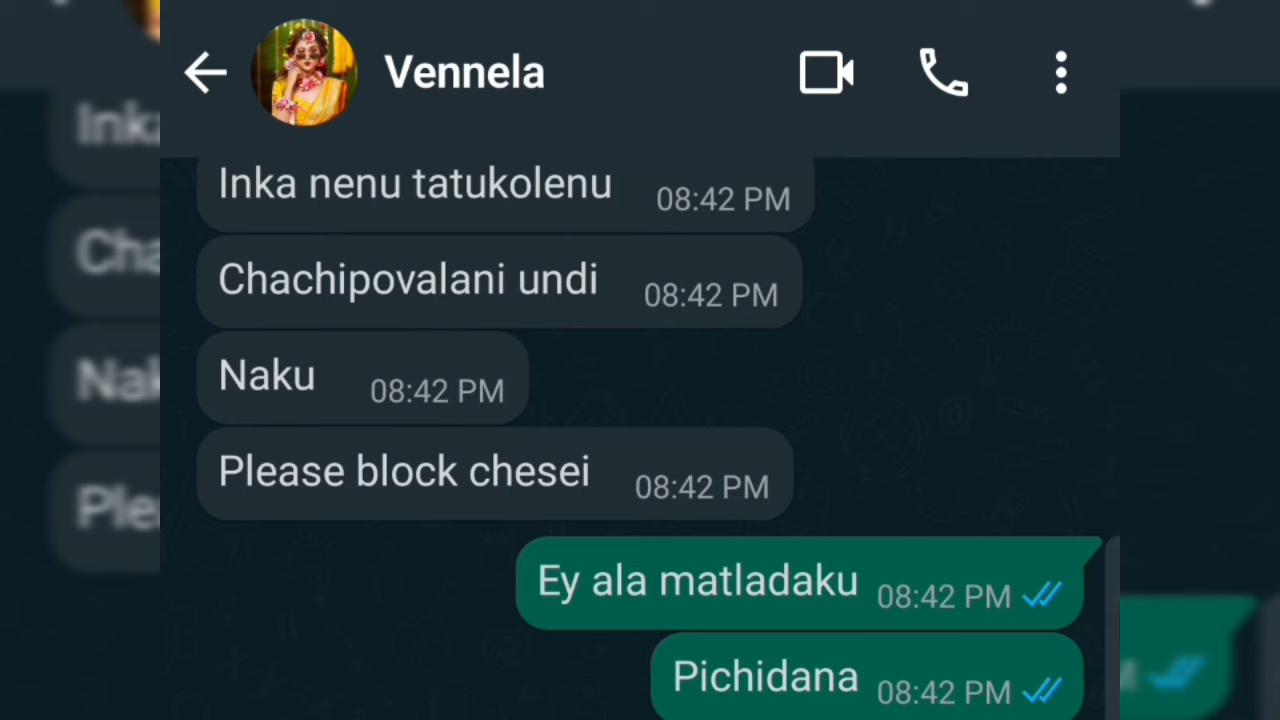 Vennela
Inka nenu tatukolenu 08:42 PM
Chachipovalani undi 08:42 PM
Naku 08:42 PM
Please block chesei 08:42 PM
Ey ala matladaku 08:42 PM
Pichidana 08:42 PM